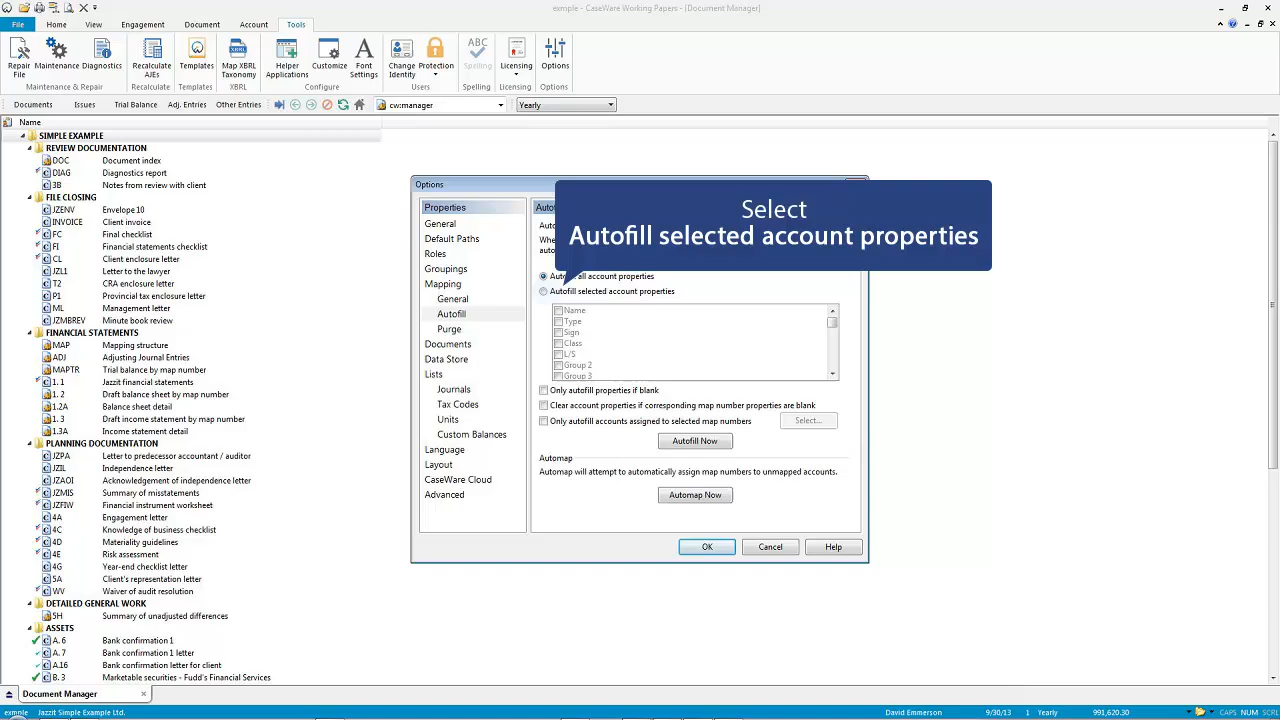 exmple - CaseWare Working Papers - [Document Manager]
File Home View Engagement Document Account Tools
Repair File Maintenance Diagnostics Recalculate AJEs Templates Map XBRL Taxonomy Helper Applications Customize Font Settings Change Identity Protection ABC Spelling Licensing Options
Maintenance & Repair Recalculate Templates XBRL Configure Users Spelling Licensing Options
Documents Issues Trial Balance Adj. Entries Other Entries cw:manager Yearly
Name
SIMPLE EXAMPLE
REVIEW DOCUMENTATION
DOC Document index
DIAG Diagnostics report
3B Notes from review with client
FILE CLOSING
JZENV Envelope 10
INVOICE Client invoice
FC Final checklist
FI Financial statements checklist
CL Client enclosure letter
JZL1 Letter to the lawyer
T2 CRA enclosure letter
P1 Provincial tax enclosure letter
ML Management letter
JZMBREV Minute book review
FINANCIAL STATEMENTS
MAP Mapping structure
ADJ Adjusting Journal Entries
MAPTR Trial balance by map number
1. 1 Jazzit financial statements
1. 2 Draft balance sheet by map number
1.2A Balance sheet detail
1. 3 Draft income statement by map number
1.3A Income statement detail
PLANNING DOCUMENTATION
JZPA Letter to predecessor accountant / auditor
JZIL Independence letter
JZAOI Acknowledgement of independence letter
JZMIS Summary of misstatements
JZFIW Financial instrument worksheet
4A Engagement letter
4C Knowledge of business checklist
4D Materiality guidelines
4E Risk assessment
4G Year-end checklist letter
5A Client's representation letter
WV Waiver of audit resolution
DETAILED GENERAL WORK
5H Summary of unadjusted differences
ASSETS
A. 6 Bank confirmation 1
A. 7 Bank confirmation 1 letter
A.16 Bank confirmation letter for client
B. 3 Marketable securities - Fudd's Financial Services
Options
Properties
General
Default Paths
Roles
Groupings
Mapping
General
Autofill
Purge
Documents
Data Store
Lists
Journals
Tax Codes
Units
Custom Balances
Language
Layout
CaseWare Cloud
Advanced
Select
Autofill selected account properties
all account properties
Autofill selected account properties
Name
Type
Sign
Class
L/S
Group 2
Group 3
Only autofill properties if blank
Clear account properties if corresponding map number properties are blank
Only autofill accounts assigned to selected map numbers Select...
Autofill Now
Automap
Automap will attempt to automatically assign map numbers to unmapped accounts.
Automap Now
OK Cancel Help
Document Manager
exmple Jazzit Simple Example Ltd. David Emmerson 9/30/13 1 Yearly 991,620.30 CAPS NUM SCRL